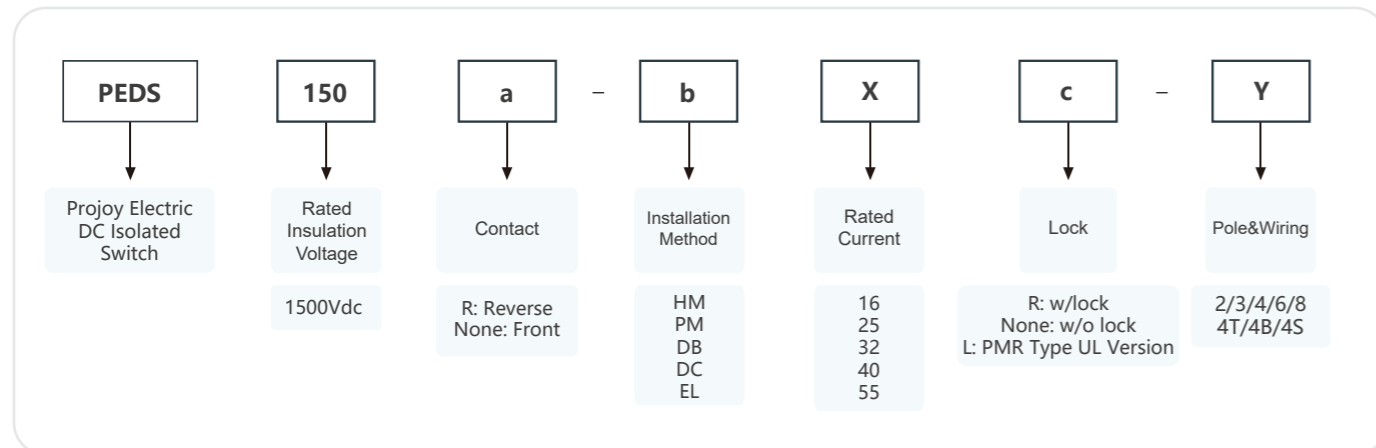 PEDS 150 a – b X c – Y
Projoy Electric
DC Isolated
Switch
Rated
Insulation
Voltage
1500Vdc
Contact
R: Reverse
None: Front
Installation
Method
HM
PM
DB
DC
EL
Rated
Current
16
25
32
40
55
Lock
R: w/lock
None: w/o lock
L: PMR Type UL Version
Pole&Wiring
2/3/4/6/8
4T/4B/4S